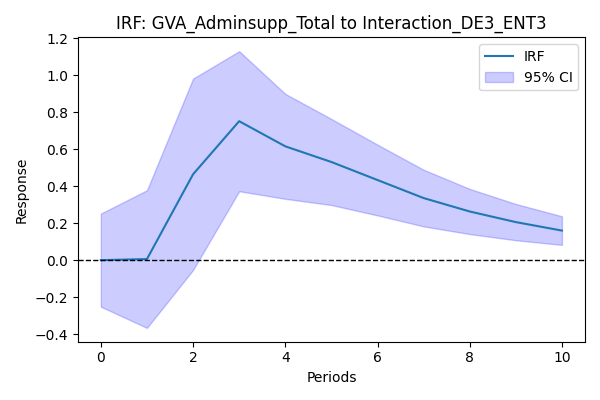 IRF: GVA_Adminsupp_Total to Interaction_DE3_ENT3
1.2
1.0
0.8
0.6
0.4
0.2
0.0
−0.2
−0.4
Response
IRF
95% CI
0 2 4 6 8 10
Periods